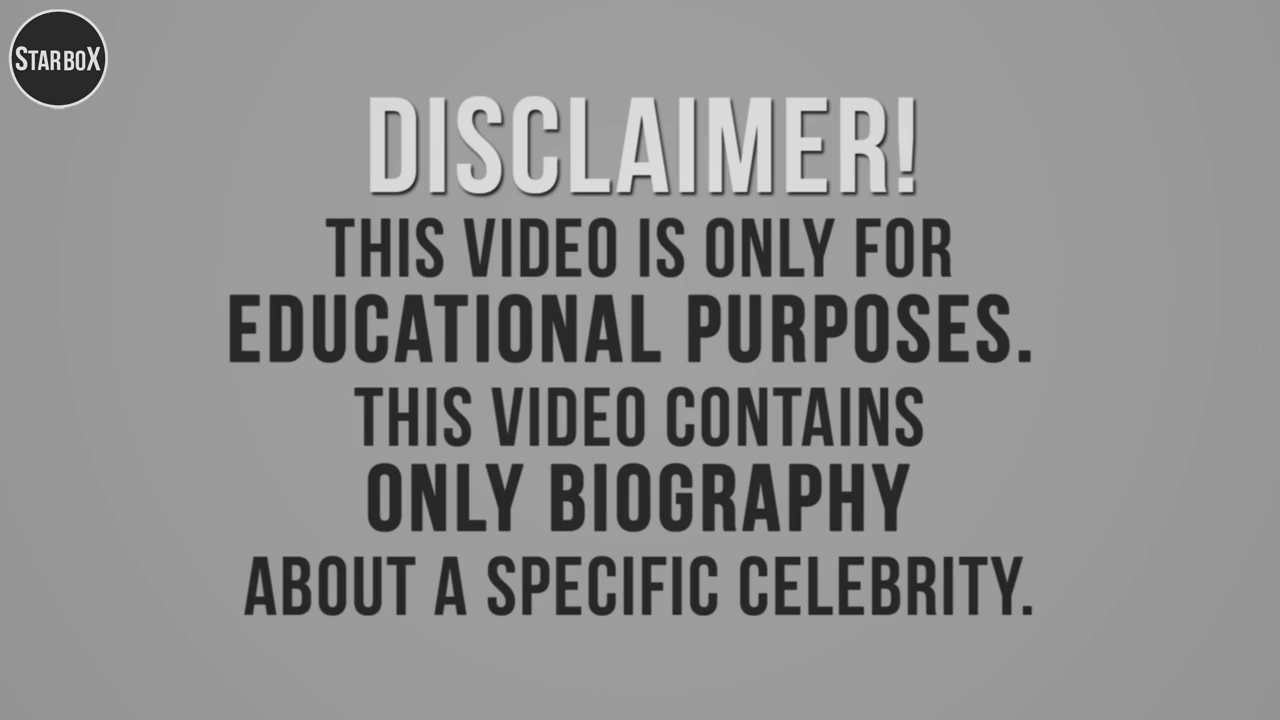 STARBOX
DISCLAIMER!
THIS VIDEO IS ONLY FOR
EDUCATIONAL PURPOSES.
THIS VIDEO CONTAINS
ONLY BIOGRAPHY
ABOUT A SPECIFIC CELEBRITY.